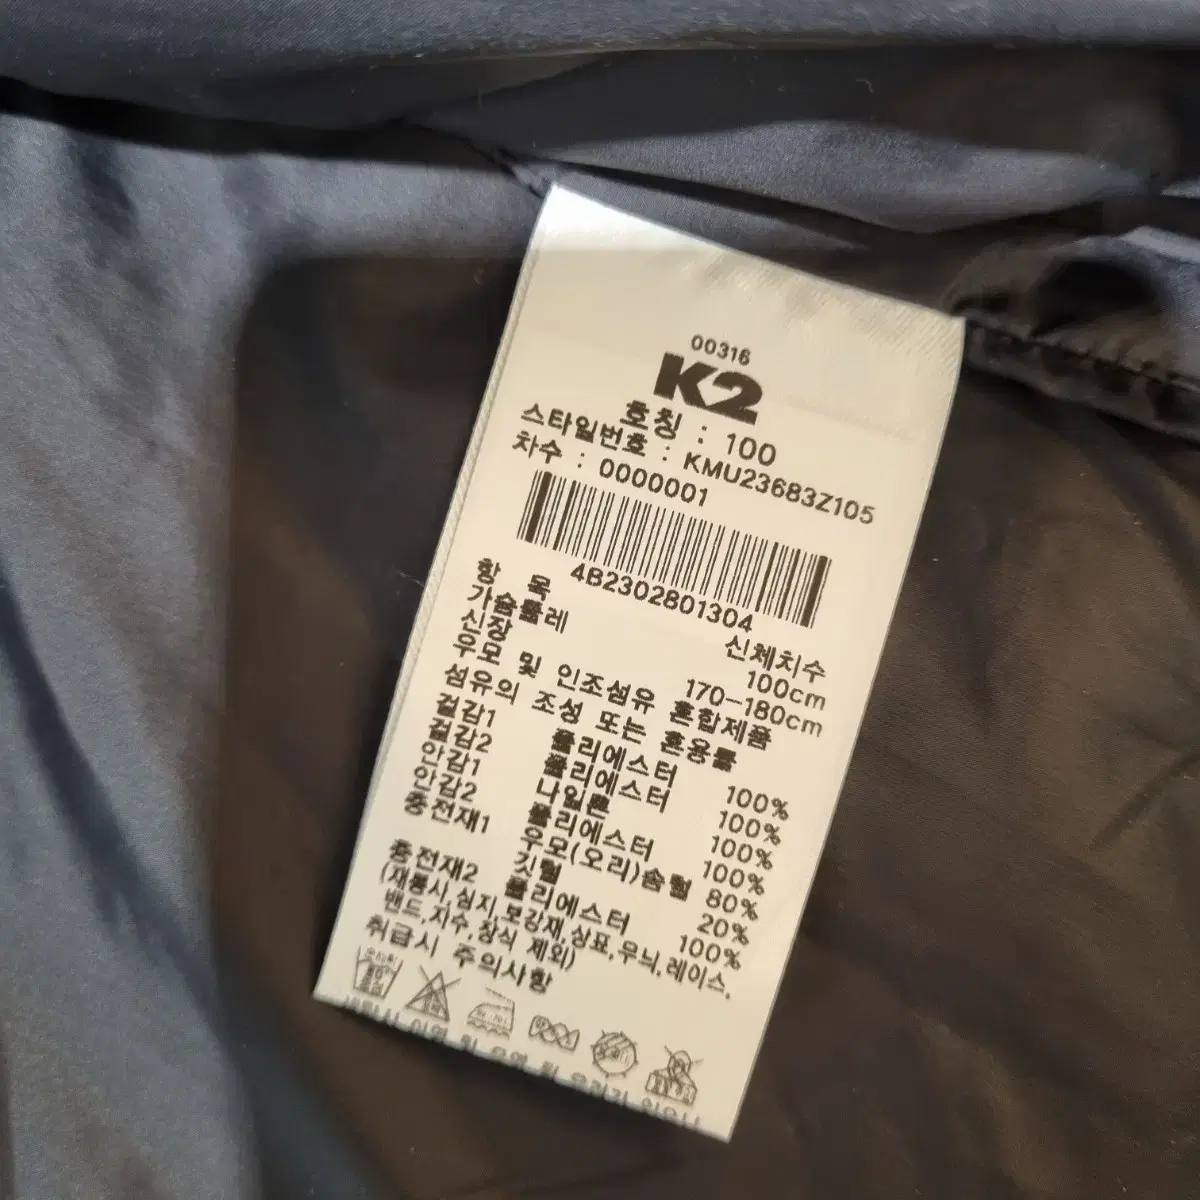 00316
K2
호칭 : 100
스타일번호 : KMU23683Z105
차수 : 0000001
4B2302801304
항 목 신체치수
가슴둘레 100cm
신장 170-180cm
우모 및 인조섬유 혼합제품
섬유의 조성 또는 혼용률
겉감1 폴리에스터 100%
겉감2 폴리에스터 100%
안감1 나일론 100%
안감2 폴리에스터 100%
충전재1 우모(오리)솜털 80%
깃털 20%
충전재2 폴리에스터 100%
(재봉시,심지,보강재,상표,무늬,레이스,
밴드,지수,장식 제외)
취급시 주의사항